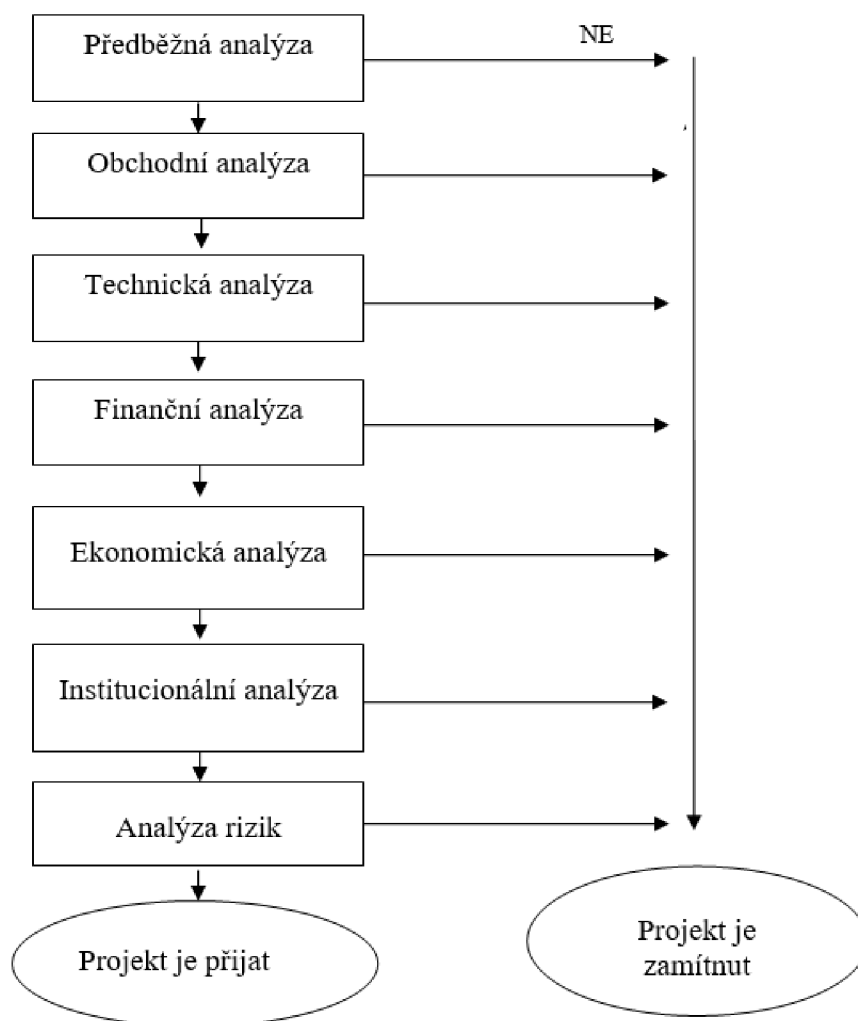 Předběžná analýza
NE
Obchodní analýza
Technická analýza
Finanční analýza
Ekonomická analýza
Institucionální analýza
Analýza rizik
Projekt je přijat
Projekt je
zamítnut